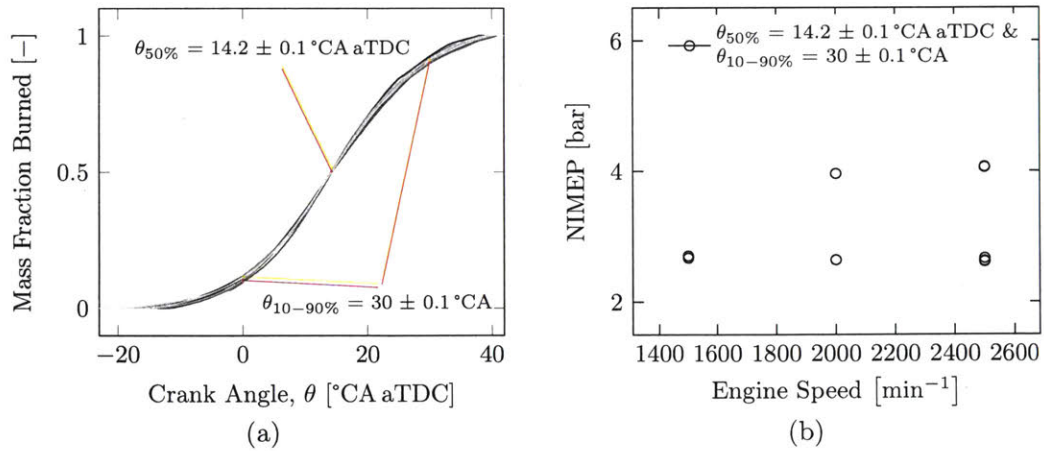 Mass Fraction Burned [−]
1
0.5
0
θ50% = 14.2 ± 0.1 °CA aTDC
θ10−90% = 30 ± 0.1 °CA
−20
0
20
40
Crank Angle, θ [°CA aTDC]
(a)
NIMEP [bar]
6
4
2
θ50% = 14.2 ± 0.1 °CA aTDC &
θ10−90% = 30 ± 0.1 °CA
1400 1600 1800 2000 2200 2400 2600
Engine Speed [min−1]
(b)